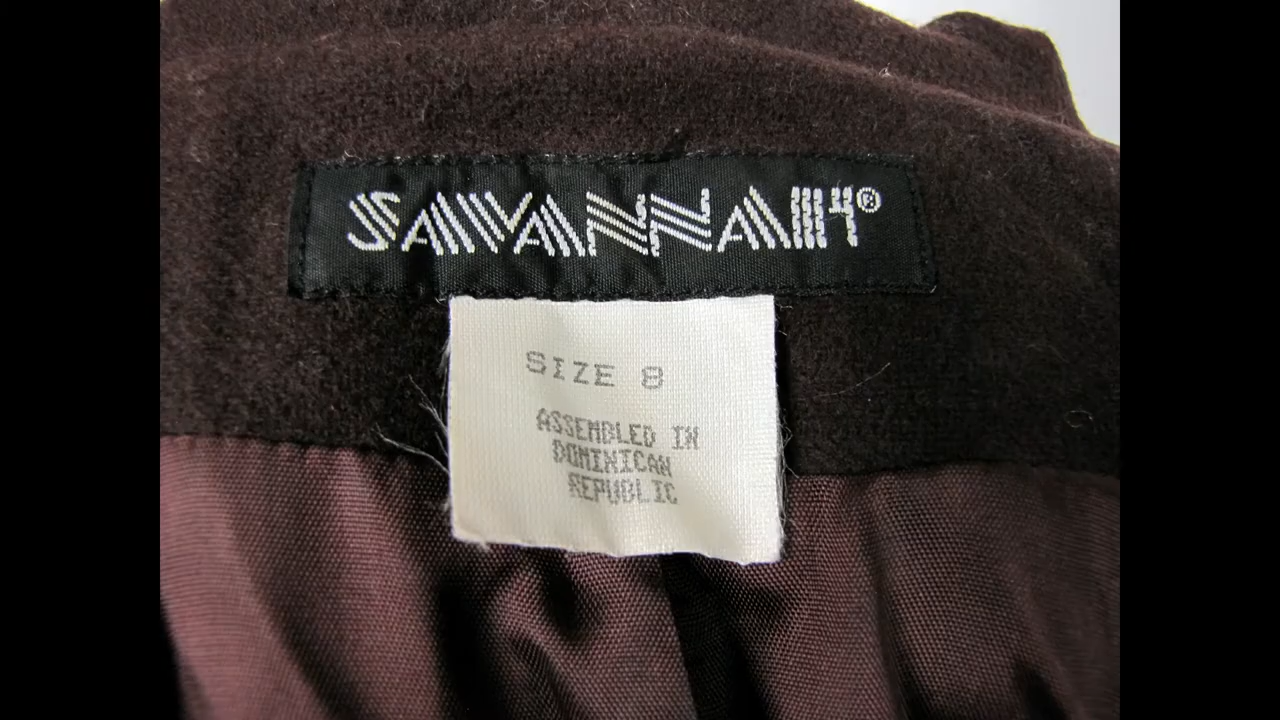 SAVANNAH®
SIZE 8
ASSEMBLED IN
DOMINICAN
REPUBLIC